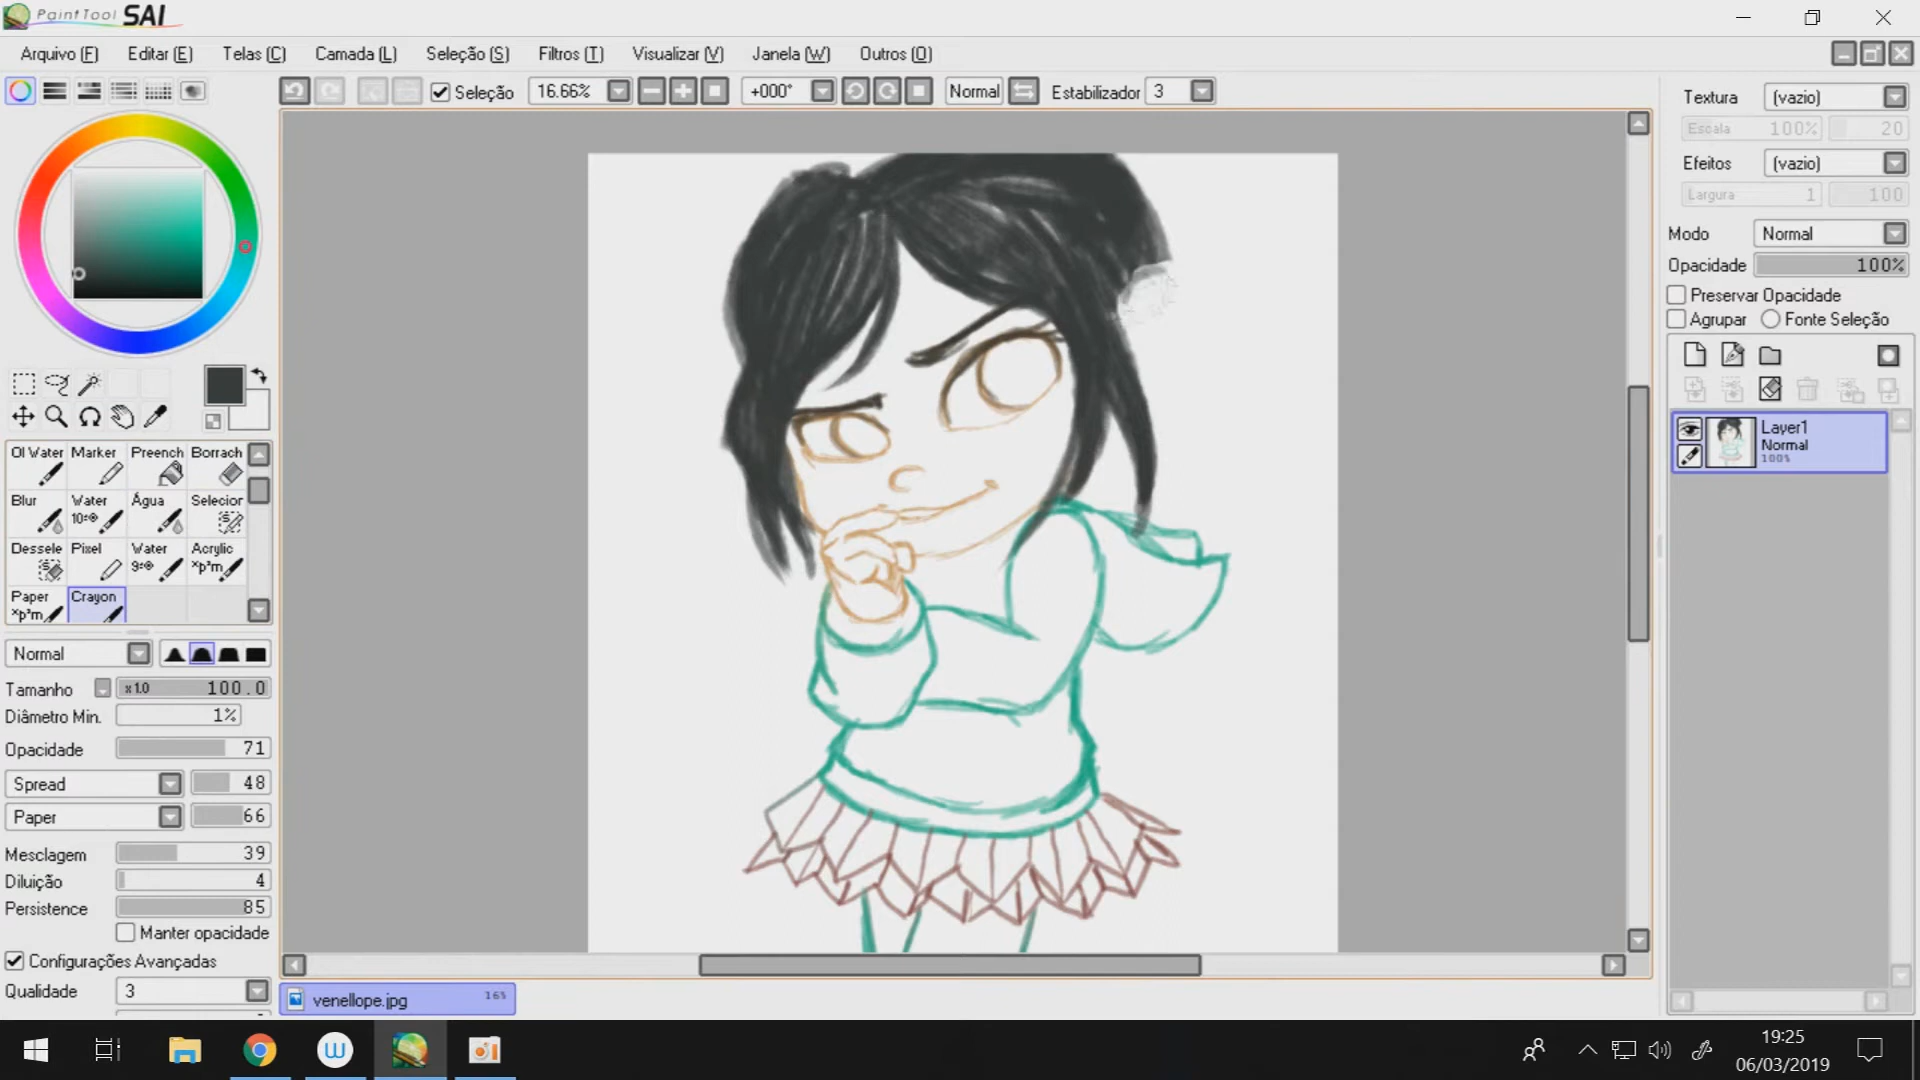 PaintTool SAI
Arquivo (F) Editar (E) Telas (C) Camada (L) Seleção (S) Filtros (T) Visualizar (V) Janela (W) Outros (O)
Seleção 16.66% +000° Normal Estabilizador 3
Textura (vazio)
Escala 100% 20
Efeitos (vazio)
Largura 1 100
Modo Normal
Opacidade 100%
Preservar Opacidade
Agrupar Fonte Seleção
Layer1
Normal
100%
Ol Water Marker Preench Borrach
Blur Water Água Selecior
Dessele Pixel Water Acrylic
Paper Crayon
Normal
Tamanho x 1.0 100.0
Diâmetro Min. 1%
Opacidade 71
Spread 48
Paper 66
Mesclagem 39
Diluição 4
Persistence 85
Manter opacidade
Configurações Avançadas
Qualidade 3
venellope.jpg 16%
19:25
06/03/2019